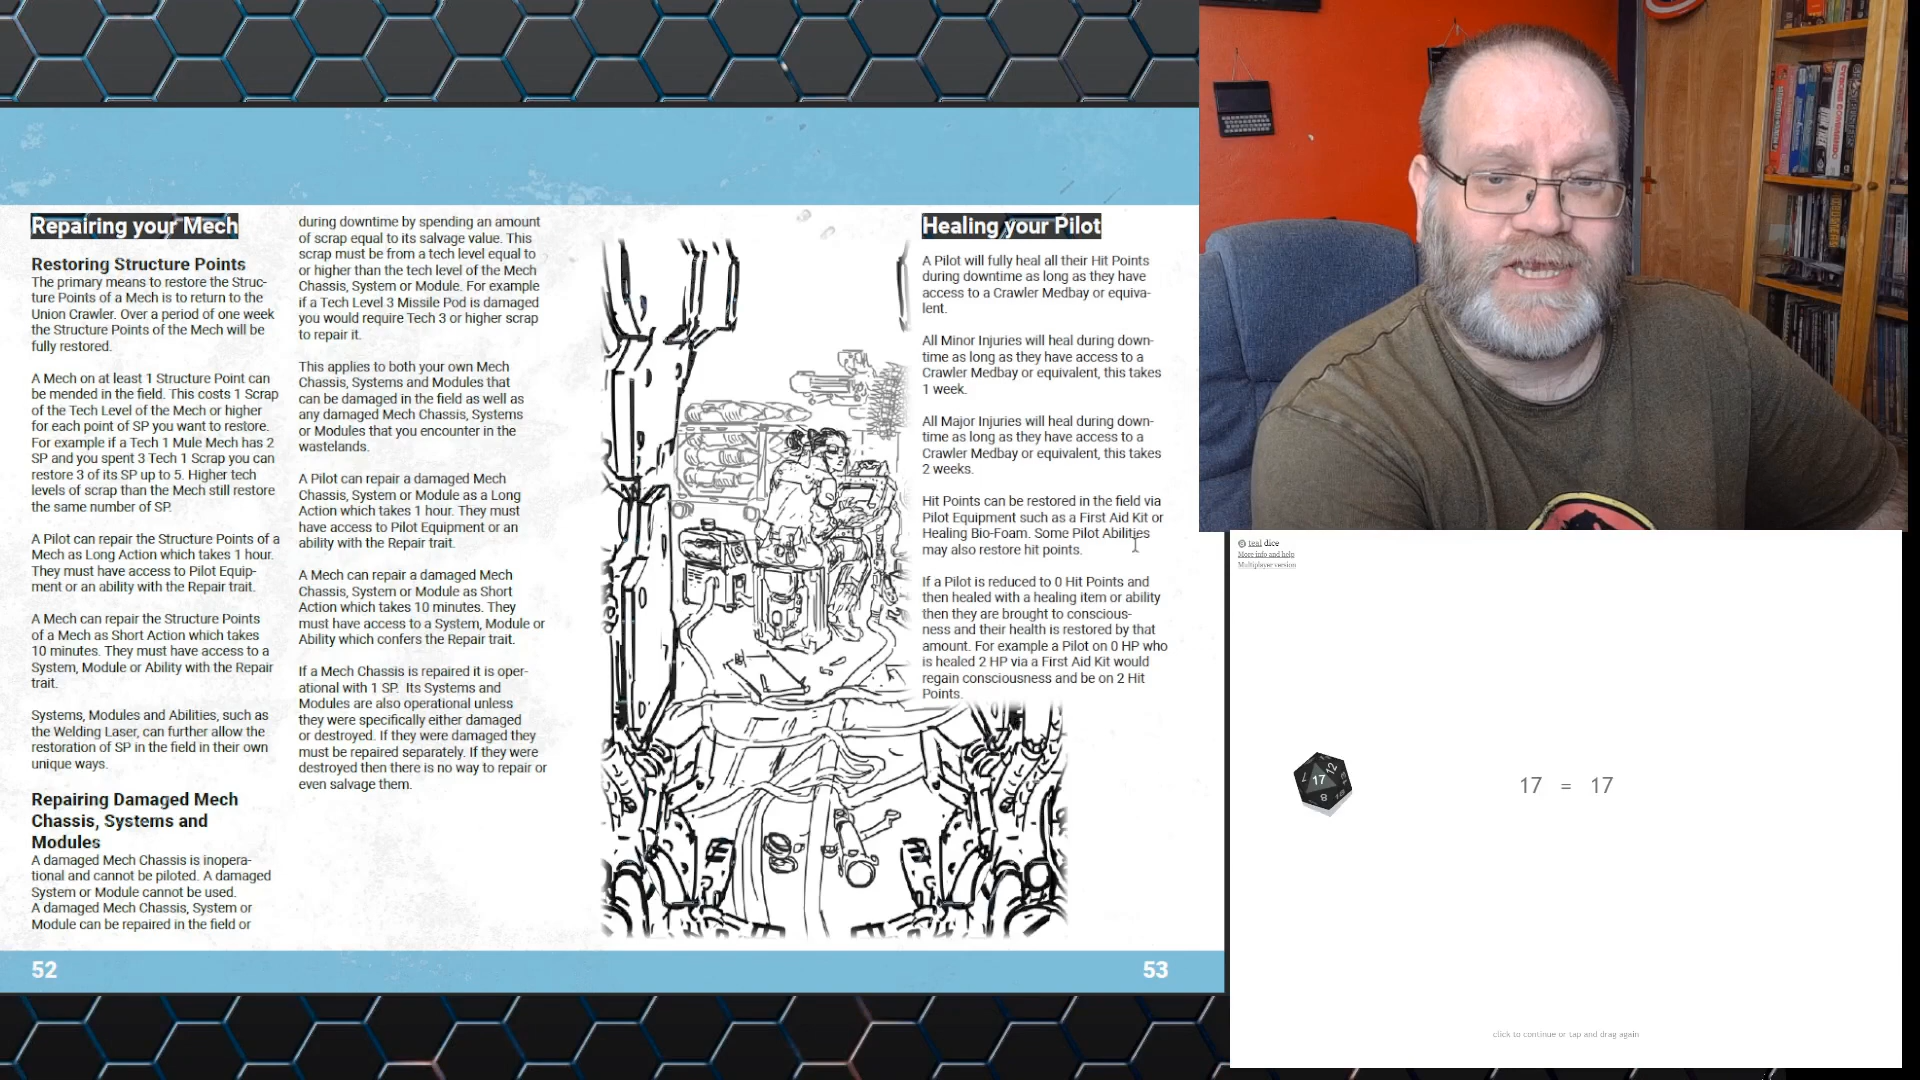 Repairing your Mech
Restoring Structure Points
The primary means to restore the Struc-
ture Points of a Mech is to return to the
Union Crawler. Over a period of one week
the Structure Points of the Mech will be
fully restored.
A Mech on at least 1 Structure Point can
be mended in the field. This costs 1 Scrap
of the Tech Level of the Mech or higher
for each point of SP you want to restore.
For example if a Tech 1 Mule Mech has 2
SP and you spent 3 Tech 1 Scrap you can
restore 3 of its SP up to 5. Higher tech
levels of scrap than the Mech still restore
the same number of SP.
A Pilot can repair the Structure Points of a
Mech as Long Action which takes 1 hour.
They must have access to Pilot Equip-
ment or an ability with the Repair trait.
A Mech can repair the Structure Points
of a Mech as Short Action which takes
10 minutes. They must have access to a
System, Module or Ability with the Repair
trait.
Systems, Modules and Abilities, such as
the Welding Laser, can further allow the
restoration of SP in the field in their own
unique ways.
Repairing Damaged Mech
Chassis, Systems and
Modules
A damaged Mech Chassis is inopera-
tional and cannot be piloted. A damaged
System or Module cannot be used.
A damaged Mech Chassis, System or
Module can be repaired in the field or
during downtime by spending an amount
of scrap equal to its salvage value. This
scrap must be from a tech level equal to
or higher than the tech level of the Mech
Chassis, System or Module. For example
if a Tech Level 3 Missile Pod is damaged
you would require Tech 3 or higher scrap
to repair it.
This applies to both your own Mech
Chassis, Systems and Modules that
can be damaged in the field as well as
any damaged Mech Chassis, Systems
or Modules that you encounter in the
wastelands.
A Pilot can repair a damaged Mech
Chassis, System or Module as a Long
Action which takes 1 hour. They must
have access to Pilot Equipment or an
ability with the Repair trait.
A Mech can repair a damaged Mech
Chassis, System or Module as Short
Action which takes 10 minutes. They
must have access to a System, Module or
Ability which confers the Repair trait.
If a Mech Chassis is repaired it is oper-
ational with 1 SP. Its Systems and
Modules are also operational unless
they were specifically either damaged
or destroyed. If they were damaged they
must be repaired separately. If they were
destroyed then there is no way to repair or
even salvage them.
Healing your Pilot
A Pilot will fully heal all their Hit Points
during downtime as long as they have
access to a Crawler Medbay or equiva-
lent.
All Minor Injuries will heal during down-
time as long as they have access to a
Crawler Medbay or equivalent, this takes
1 week.
All Major Injuries will heal during down-
time as long as they have access to a
Crawler Medbay or equivalent, this takes
2 weeks.
Hit Points can be restored in the field via
Pilot Equipment such as a First Aid Kit or
Healing Bio-Foam. Some Pilot Abilities
may also restore hit points.
If a Pilot is reduced to 0 Hit Points and
then healed with a healing item or ability
then they are brought to conscious-
ness and their health is restored by that
amount. For example a Pilot on 0 HP who
is healed 2 HP via a First Aid Kit would
regain consciousness and be on 2 Hit
Points.
52
53
teal dice
More info and help
Multiplayer version
17
12
7
8
17 = 17
click to continue or tap and drag again